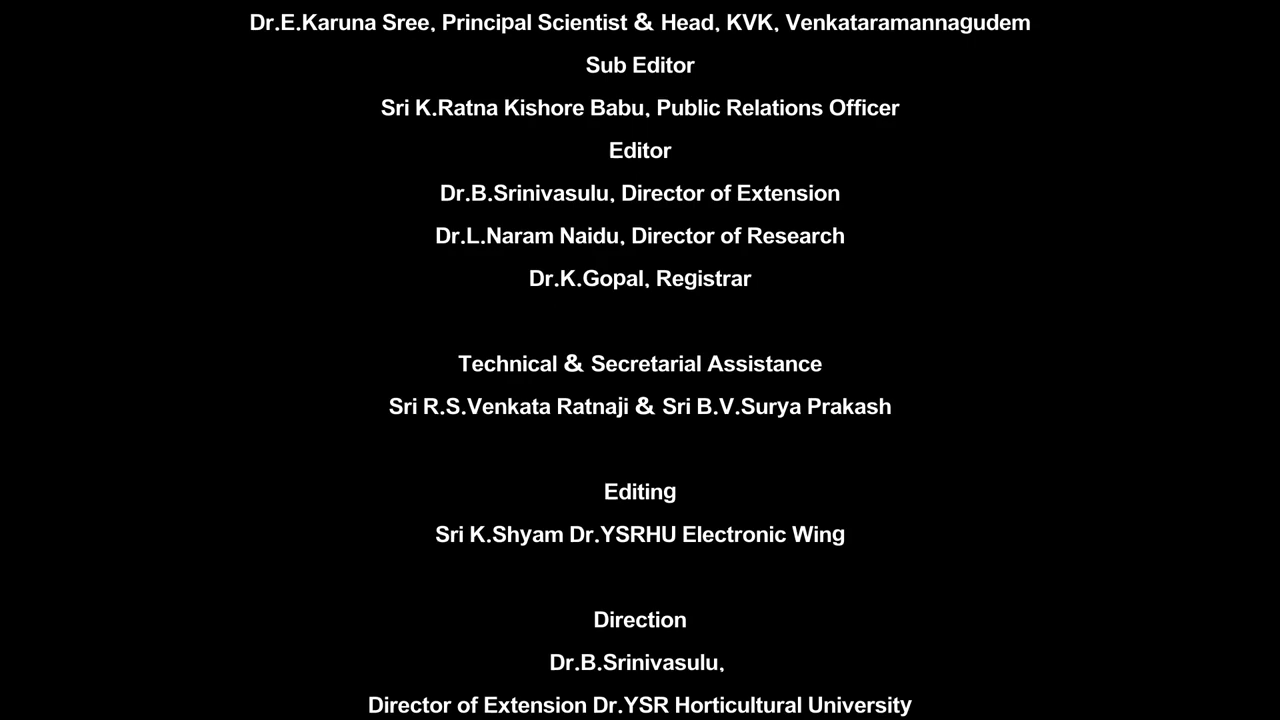 Dr.E.Karuna Sree, Principal Scientist & Head, KVK, Venkataramannagudem
Sub Editor
Sri K.Ratna Kishore Babu, Public Relations Officer
Editor
Dr.B.Srinivasulu, Director of Extension
Dr.L.Naram Naidu, Director of Research
Dr.K.Gopal, Registrar
Technical & Secretarial Assistance
Sri R.S.Venkata Ratnaji & Sri B.V.Surya Prakash
Editing
Sri K.Shyam Dr.YSRHU Electronic Wing
Direction
Dr.B.Srinivasulu,
Director of Extension Dr.YSR Horticultural University